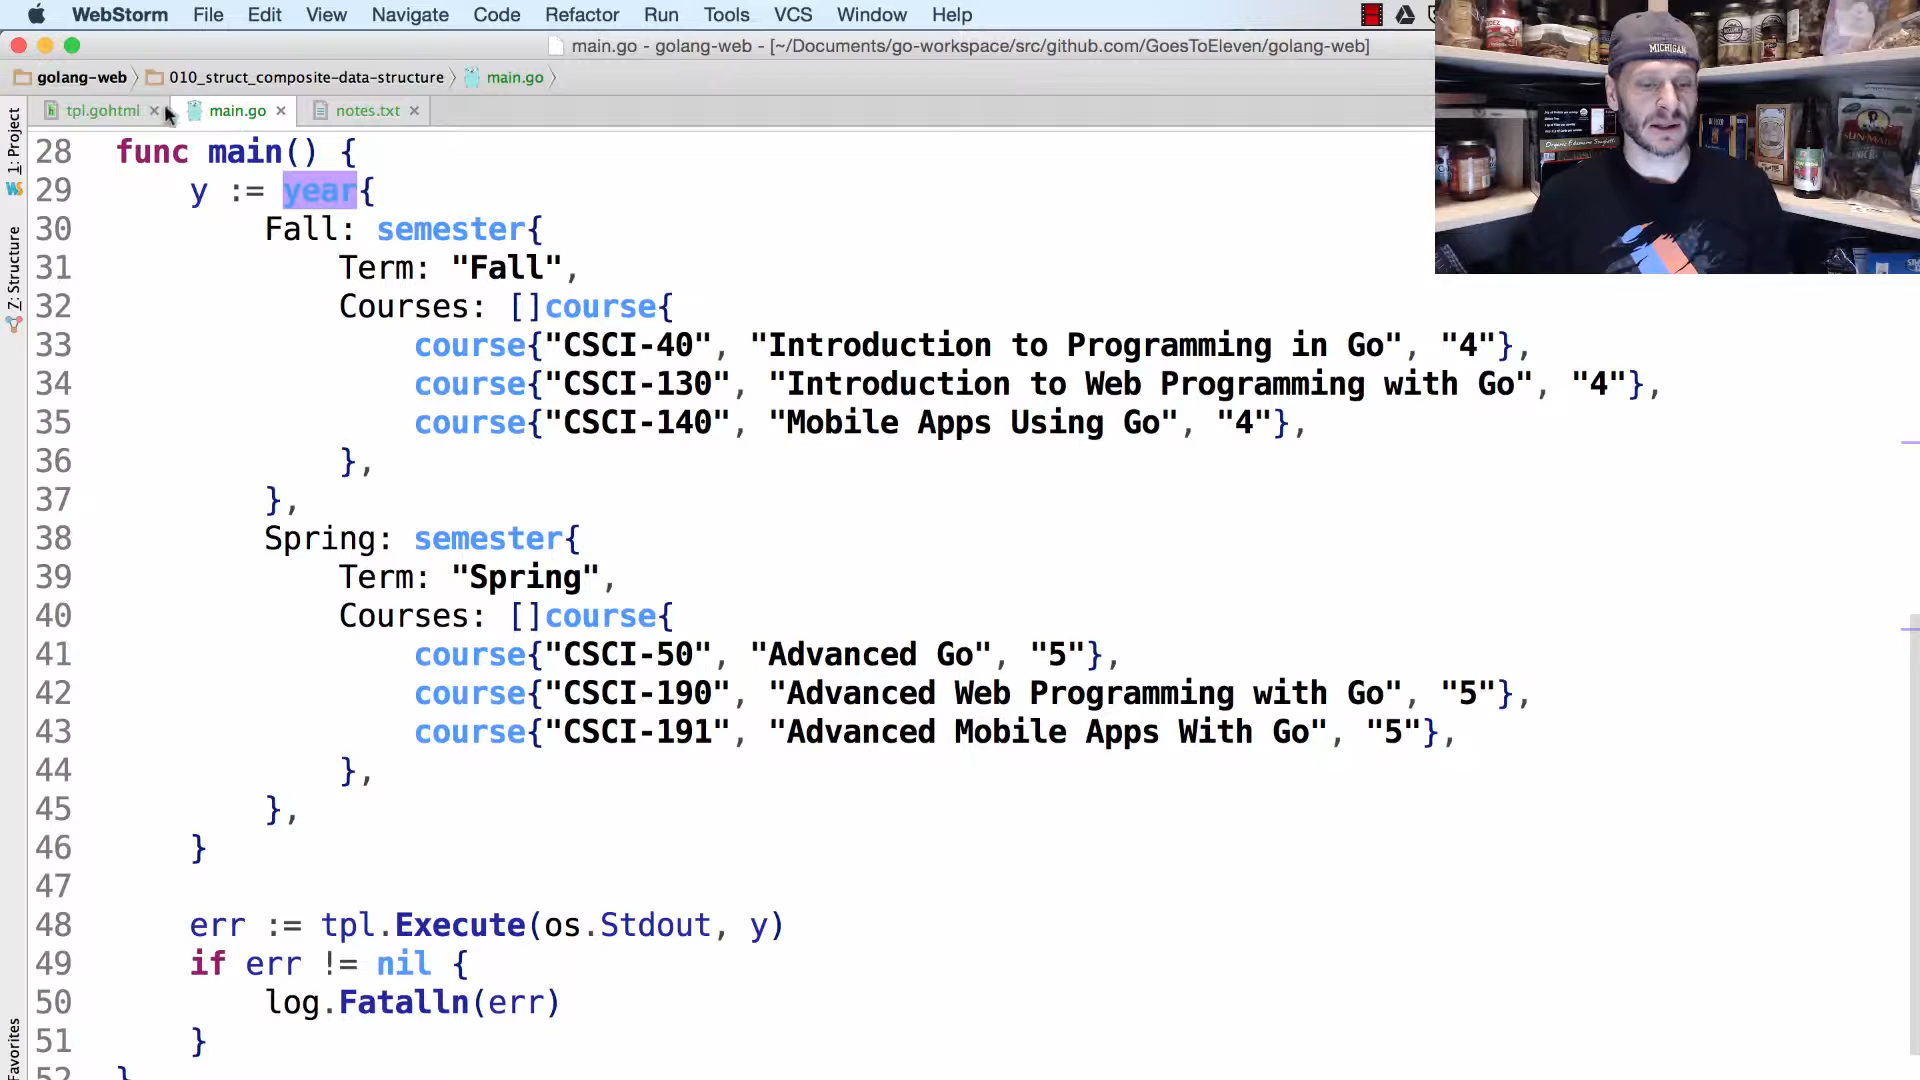 WebStorm File Edit View Navigate Code Refactor Run Tools VCS Window Help
main.go - golang-web - [~/Documents/go-workspace/src/github.com/GoesToEleven/golang-web]
golang-web 010_struct_composite-data-structure main.go
tpl.gohtml main.go notes.txt
1: Project
Z: Structure
Favorites
28 func main() {
29 y := year{
30 Fall: semester{
31 Term: "Fall",
32 Courses: []course{
33 course{"CSCI-40", "Introduction to Programming in Go", "4"},
34 course{"CSCI-130", "Introduction to Web Programming with Go", "4"},
35 course{"CSCI-140", "Mobile Apps Using Go", "4"},
36 },
37 },
38 Spring: semester{
39 Term: "Spring",
40 Courses: []course{
41 course{"CSCI-50", "Advanced Go", "5"},
42 course{"CSCI-190", "Advanced Web Programming with Go", "5"},
43 course{"CSCI-191", "Advanced Mobile Apps With Go", "5"},
44 },
45 },
46 }
47
48 err := tpl.Execute(os.Stdout, y)
49 if err != nil {
50 log.Fatalln(err)
51 }
52 }
MICHIGAN
SUN-MAID